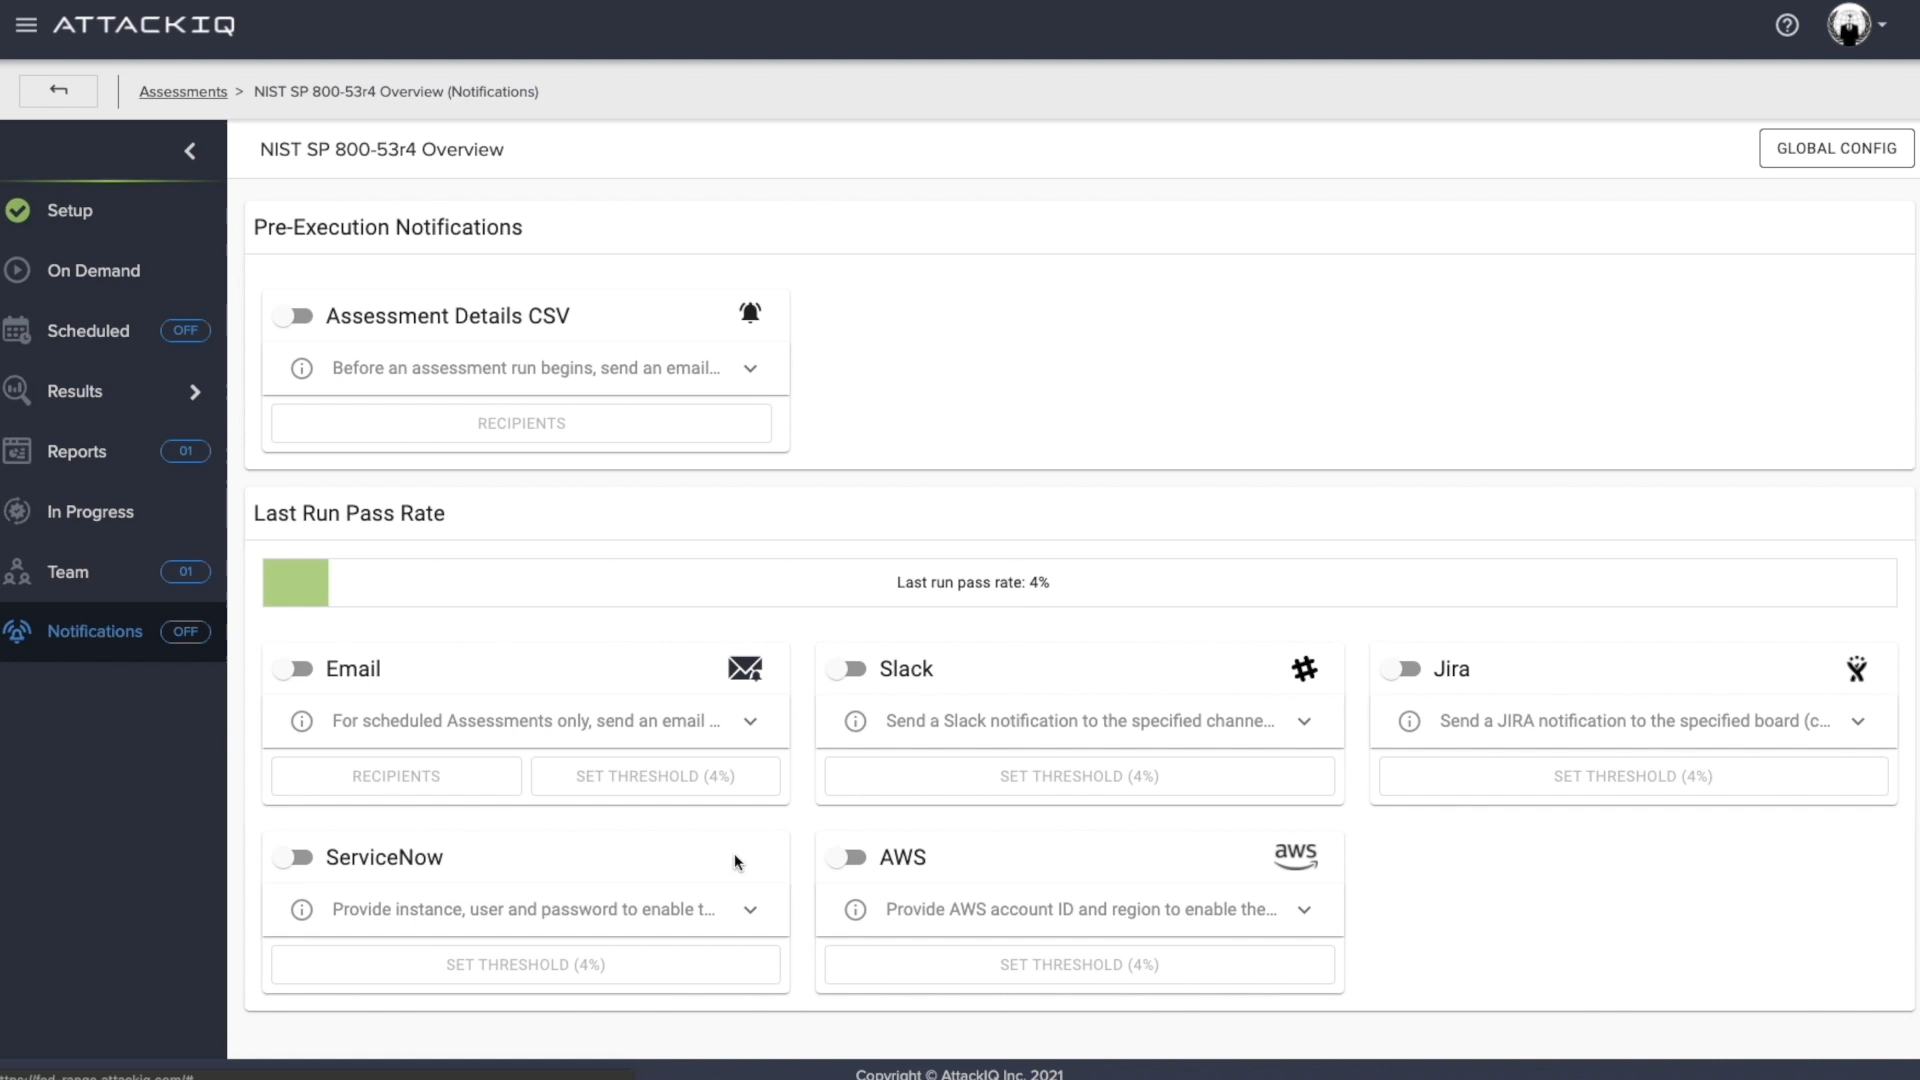 ATTACKIQ
Assessments > NIST SP 800-53r4 Overview (Notifications)
NIST SP 800-53r4 Overview
GLOBAL CONFIG
Setup
On Demand
Scheduled OFF
Results
Reports 01
In Progress
Team 01
Notifications OFF
Pre-Execution Notifications
Assessment Details CSV
Before an assessment run begins, send an email...
RECIPIENTS
Last Run Pass Rate
Last run pass rate: 4%
Email
For scheduled Assessments only, send an email ...
RECIPIENTS
SET THRESHOLD (4%)
Slack
Send a Slack notification to the specified channe...
SET THRESHOLD (4%)
Jira
Send a JIRA notification to the specified board (c...
SET THRESHOLD (4%)
ServiceNow
Provide instance, user and password to enable t...
SET THRESHOLD (4%)
AWS
aws
Provide AWS account ID and region to enable the...
SET THRESHOLD (4%)
Copyright © AttackIQ Inc. 2021